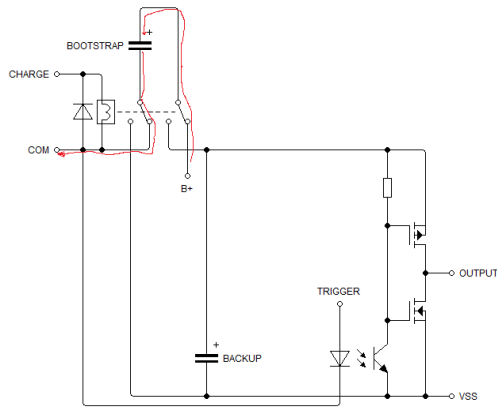 BOOTSTRAP
+
CHARGE
COM
B+
OUTPUT
TRIGGER
+
BACKUP
VSS